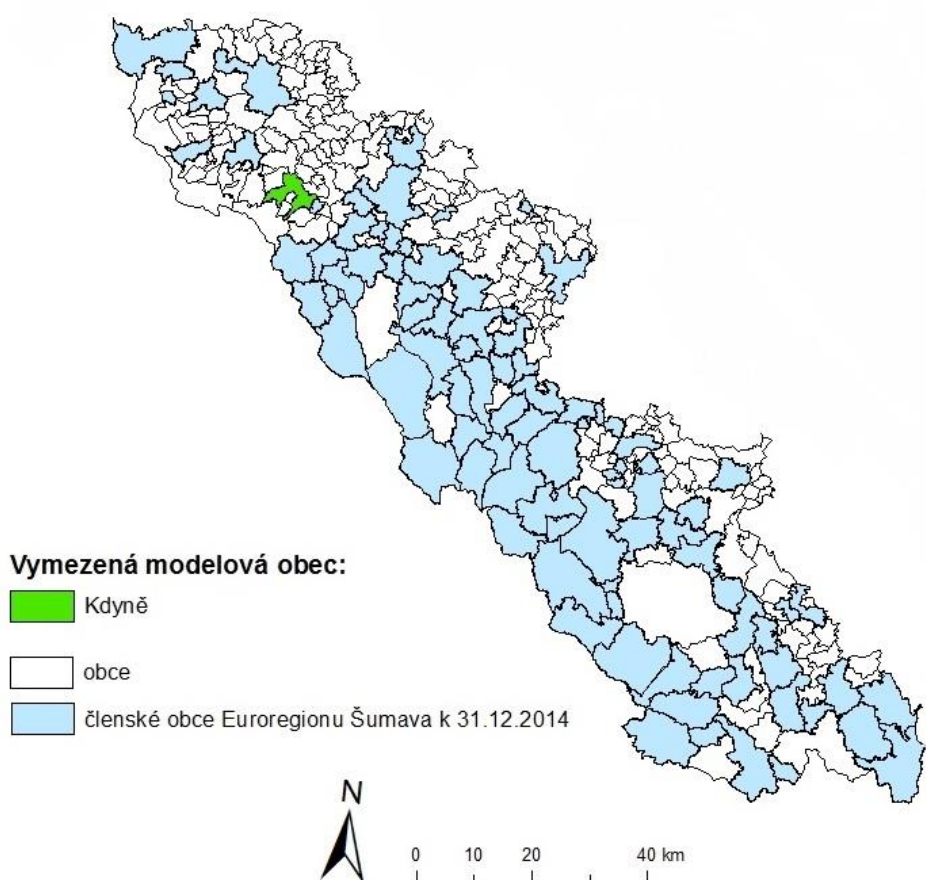 Vymezená modelová obec:
Kdyně
obce
členské obce Euroregionu Šumava k 31.12.2014
N
0 10 20 40 km